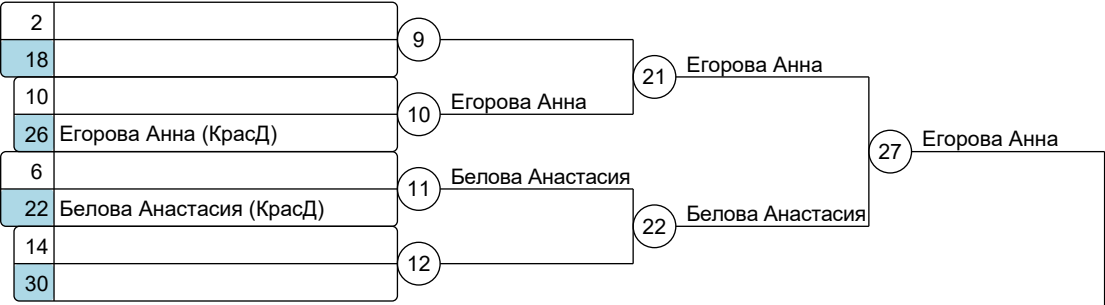 2
9
18
21 Егорова Анна
10
10 Егорова Анна
26 Егорова Анна (КрасД)
27 Егорова Анна
6
11 Белова Анастасия
22 Белова Анастасия (КрасД)
22 Белова Анастасия
14
12
30